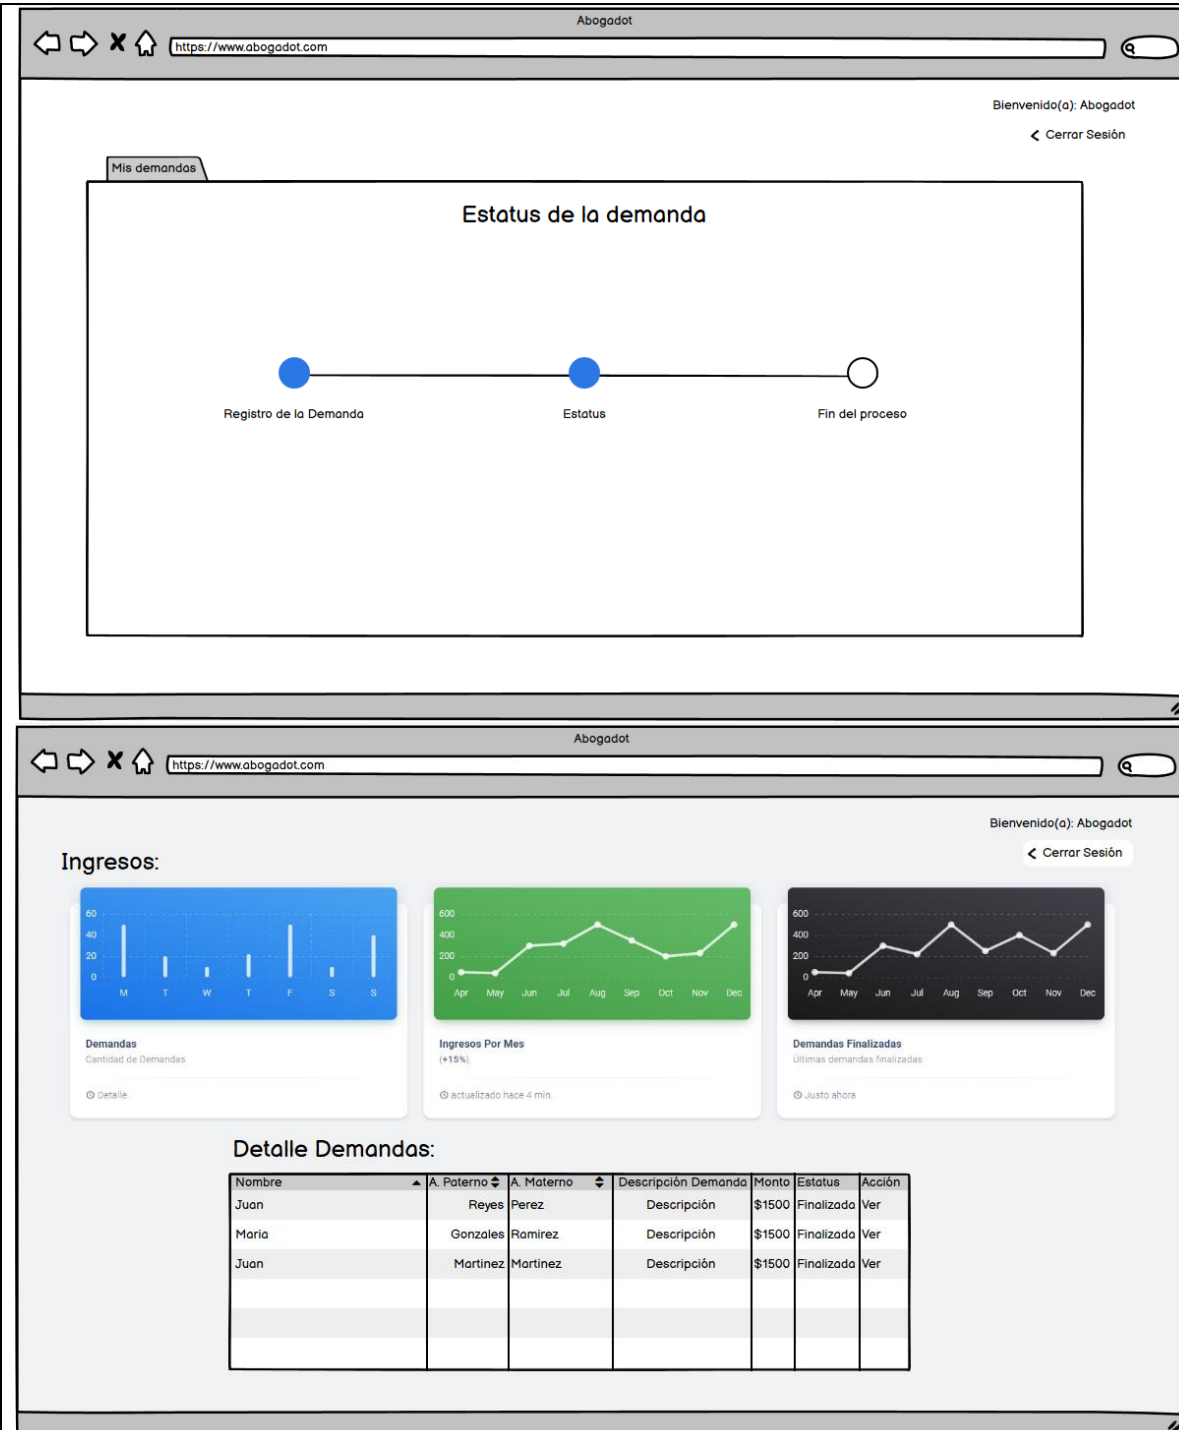 Abogadot
https://www.abogadot.com
Bienvenido(a): Abogadot
Cerrar Sesión
Mis demandas
Estatus de la demanda
Registro de la Demanda Estatus Fin del proceso
Abogadot
https://www.abogadot.com
Bienvenido(a): Abogadot
Cerrar Sesión
Ingresos:
60
40
20
0
M T W T F S S
Demandas
Cantidad de Demandas
Detalle
600
400
200
0
Apr May Jun Jul Aug Sep Oct Nov Dec
Ingresos Por Mes
(+15%).
actualizado hace 4 min.
600
400
200
0
Apr May Jun Jul Aug Sep Oct Nov Dec
Demandas Finalizadas
Últimas demandas finalizadas
Justo ahora
Detalle Demandas:
Nombre A. Paterno A. Materno Descripción Demanda Monto Estatus Acción
Juan Reyes Perez Descripción $1500 Finalizada Ver
Maria Gonzales Ramirez Descripción $1500 Finalizada Ver
Juan Martinez Martinez Descripción $1500 Finalizada Ver